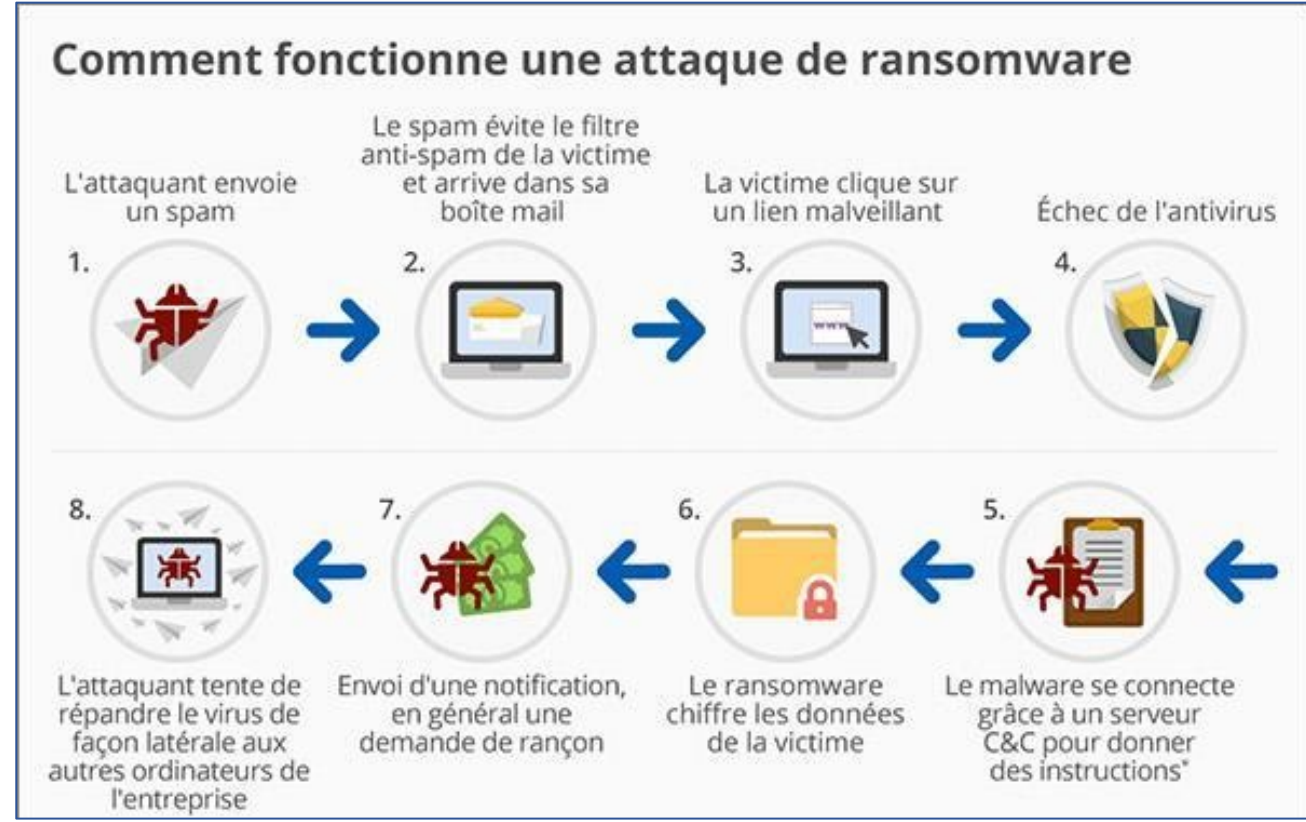 Comment fonctionne une attaque de ransomware
L'attaquant envoie
un spam
1.
Le spam évite le filtre
anti-spam de la victime
et arrive dans sa
boîte mail
2.
La victime clique sur
un lien malveillant
3.
www
Échec de l'antivirus
4.
5.
Le malware se connecte
grâce à un serveur
C&C pour donner
des instructions*
6.
Le ransomware
chiffre les données
de la victime
7.
Envoi d'une notification,
en général une
demande de rançon
8.
L'attaquant tente de
répandre le virus de
façon latérale aux
autres ordinateurs de
l'entreprise